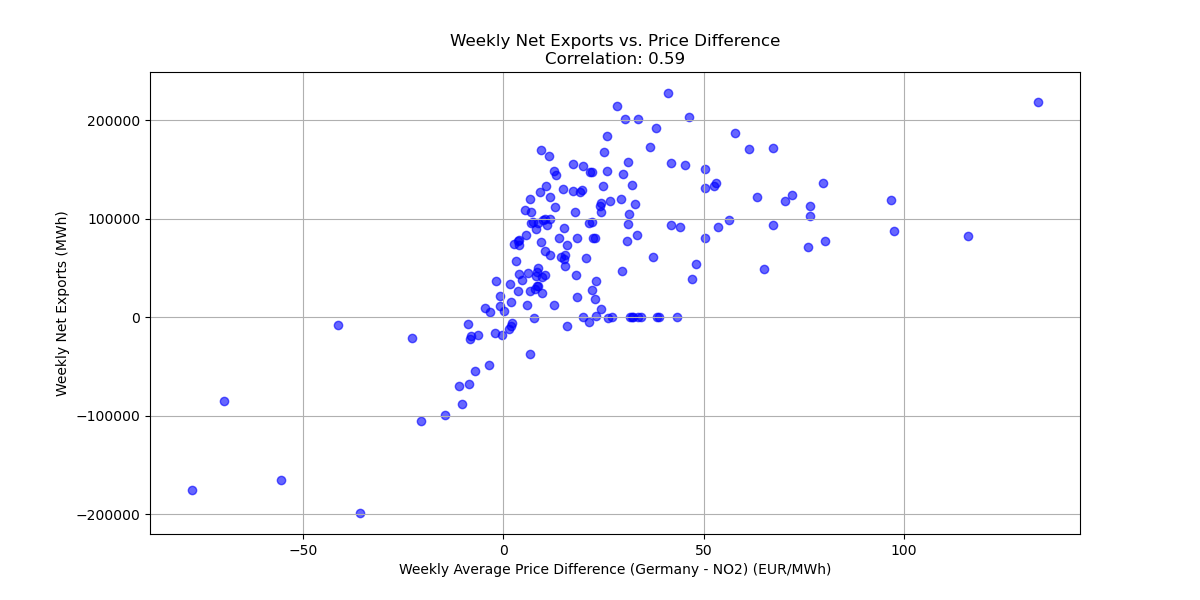 Weekly Net Exports vs. Price Difference
Correlation: 0.59
Weekly Net Exports (MWh)
200000
100000
0
−100000
−200000
−50
0
50
100
Weekly Average Price Difference (Germany - NO2) (EUR/MWh)